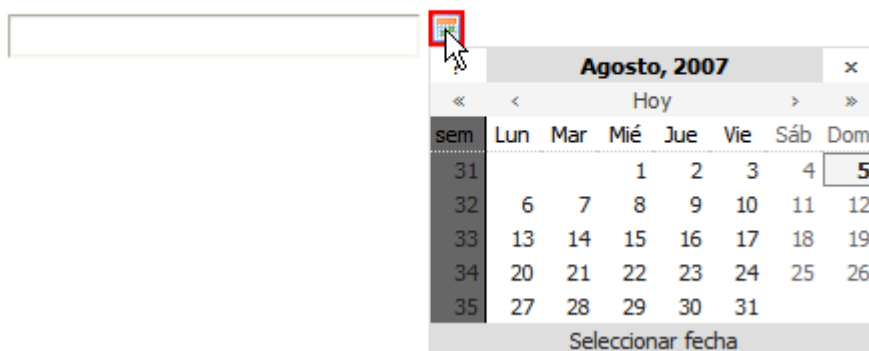 ? Agosto, 2007 ×
« ‹ Hoy › »
sem Lun Mar Mié Jue Vie Sáb Dom
31 1 2 3 4 5
32 6 7 8 9 10 11 12
33 13 14 15 16 17 18 19
34 20 21 22 23 24 25 26
35 27 28 29 30 31
Seleccionar fecha